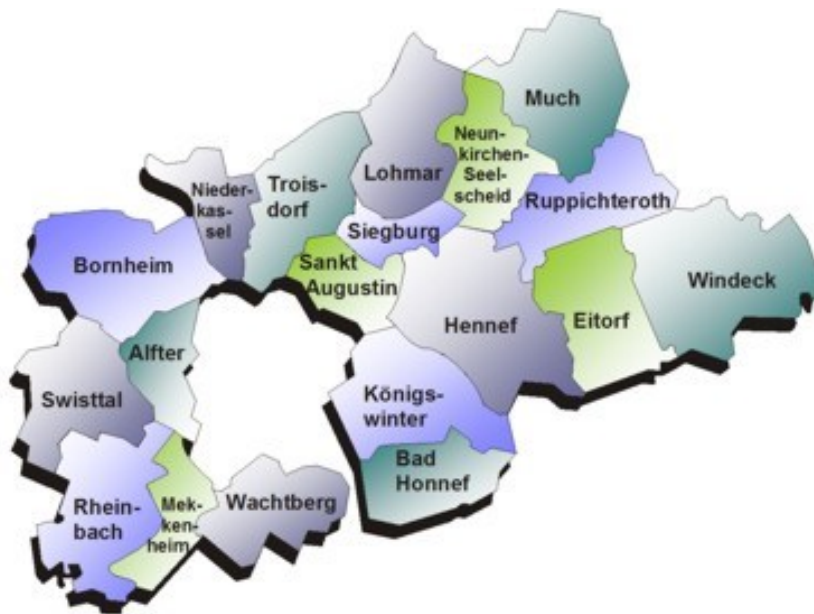 Much
Neun-
kirchen-
Seel-
scheid
Lohmar
Trois-
dorf
Nieder-
kas-
sel
Ruppichteroth
Siegburg
Bornheim
Sankt
Augustin
Windeck
Hennef
Eitorf
Alfter
Swisttal
Königs-
winter
Bad
Honnef
Rhein-
bach
Mek-
ken-
heim
Wachtberg